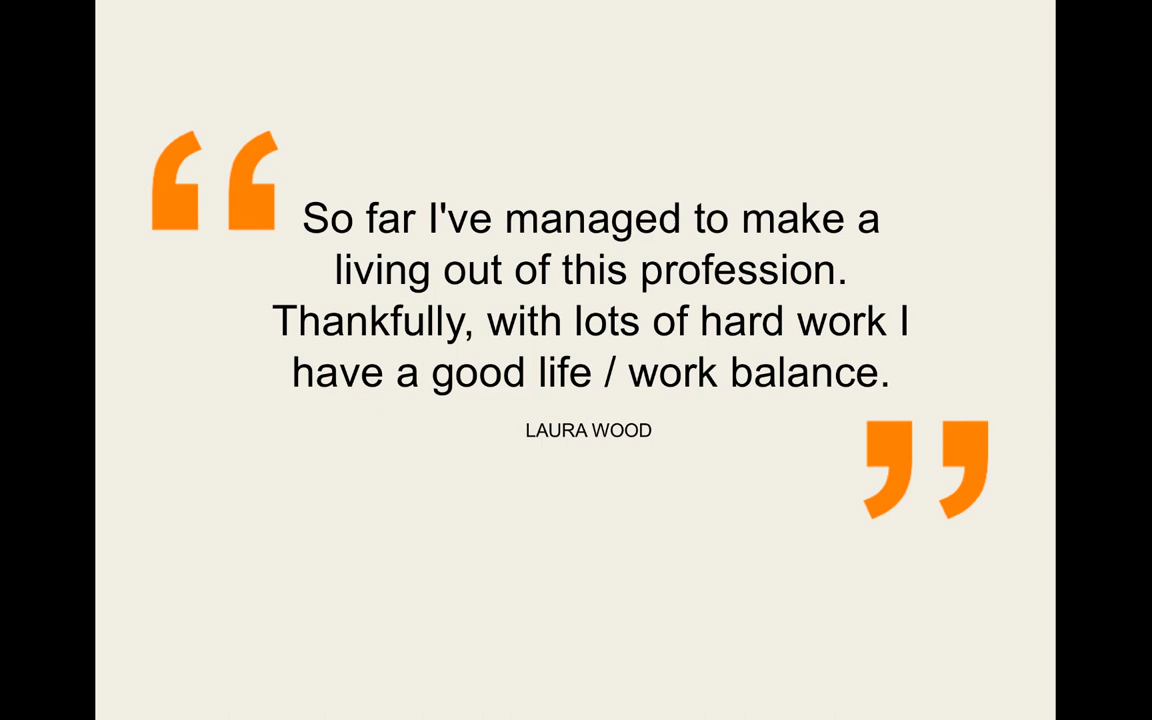 “ So far I've managed to make a
living out of this profession.
Thankfully, with lots of hard work I
have a good life / work balance. ”
LAURA WOOD